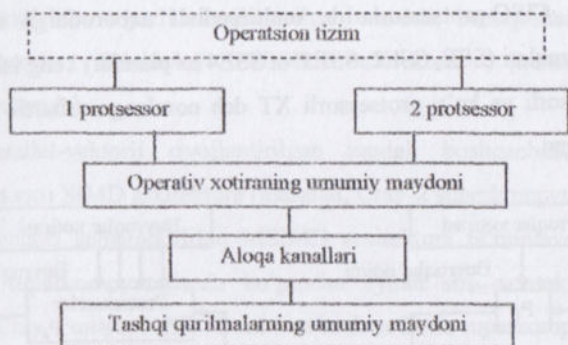 Operatsion tizim
1 protsessor
2 protsessor
Operativ xotiraning umumiy maydoni
Aloqa kanallari
Tashqi qurilmalarning umumiy maydoni